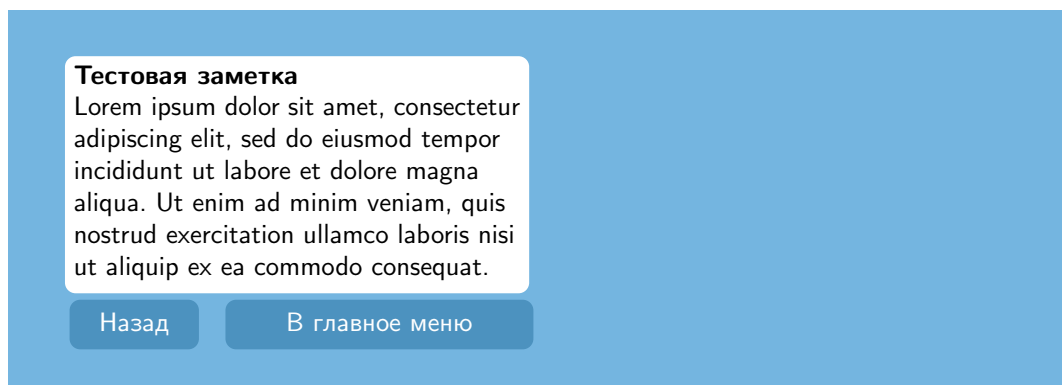 Тестовая заметка
Lorem ipsum dolor sit amet, consectetur
adipiscing elit, sed do eiusmod tempor
incididunt ut labore et dolore magna
aliqua. Ut enim ad minim veniam, quis
nostrud exercitation ullamco laboris nisi
ut aliquip ex ea commodo consequat.
Назад В главное меню